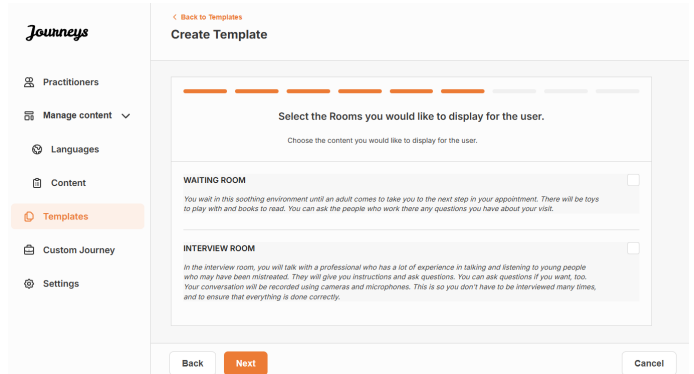 Journeys
Back to Templates
Create Template
Practitioners
Manage content
Languages
Content
Templates
Custom Journey
Settings
Select the Rooms you would like to display for the user.
Choose the content you would like to display for the user.
WAITING ROOM
You wait in this soothing environment until an adult comes to take you to the next step in your appointment. There will be toys
to play with and books to read. You can ask the people who work there any questions you have about your visit.
INTERVIEW ROOM
In the interview room, you will talk with a professional who has a lot of experience in talking and listening to young people
who may have been mistreated. They will give you instructions and ask questions. You can ask questions if you want, too.
Your conversation will be recorded using cameras and microphones. This is so you don't have to be interviewed many times,
and to ensure that everything is done correctly.
Back
Next
Cancel